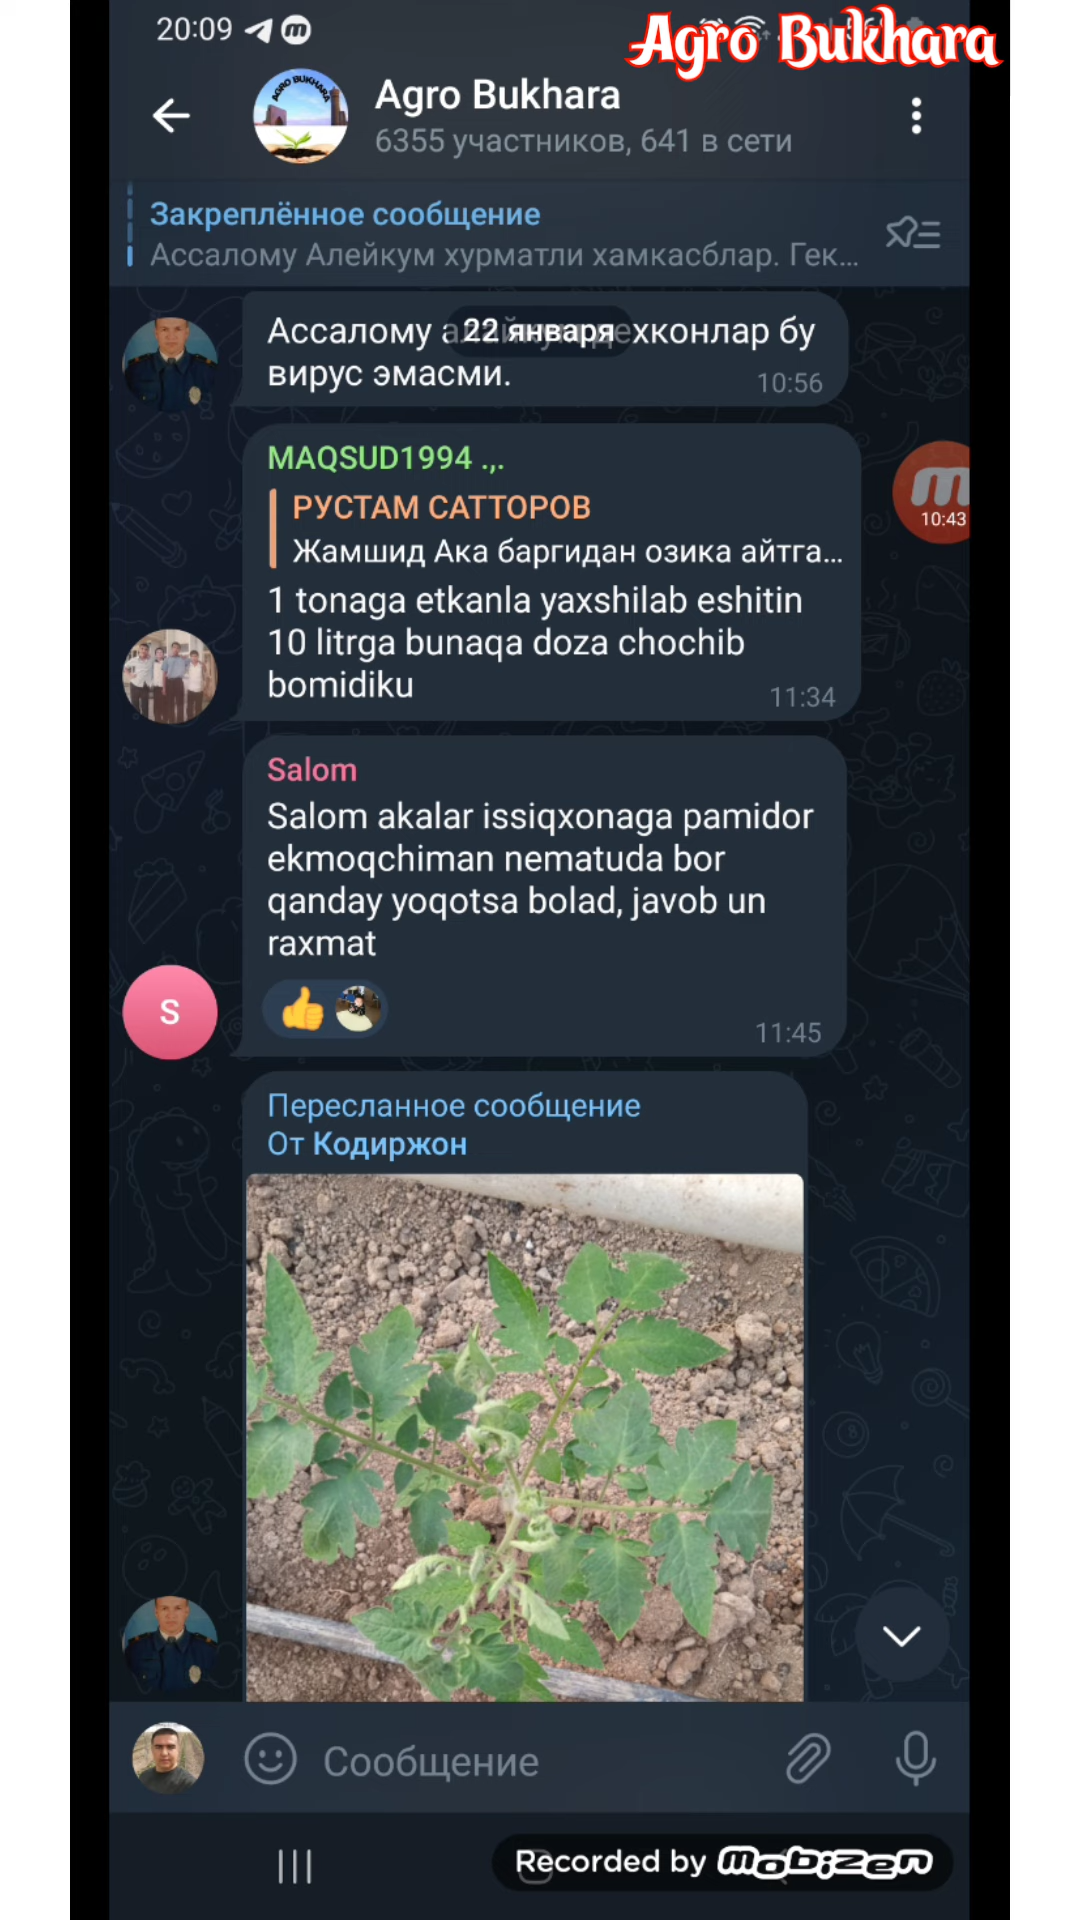 20:09
Agro Bukhara
Agro Bukhara
6355 участников, 641 в сети
Закреплённое сообщение
Ассалому Алейкум хурматли хамкасблар. Гек...
22 января
Ассалому хконлар бу
вирус эмасми.
10:56
MAQSUD1994 .,.
РУСТАМ САТТОРОВ
Жамшид Ака баргидан озика айтга...
1 tonaga etkanla yaxshilab eshitin
10 litrga bunaqa doza chochib
bomidiku
11:34
10:43
Salom
Salom akalar issiqxonaga pamidor
ekmoqchiman nematuda bor
qanday yoqotsa bolad, javob un
raxmat
S
11:45
Пересланное сообщение
От Кодиржон
Сообщение
Recorded by mobizen